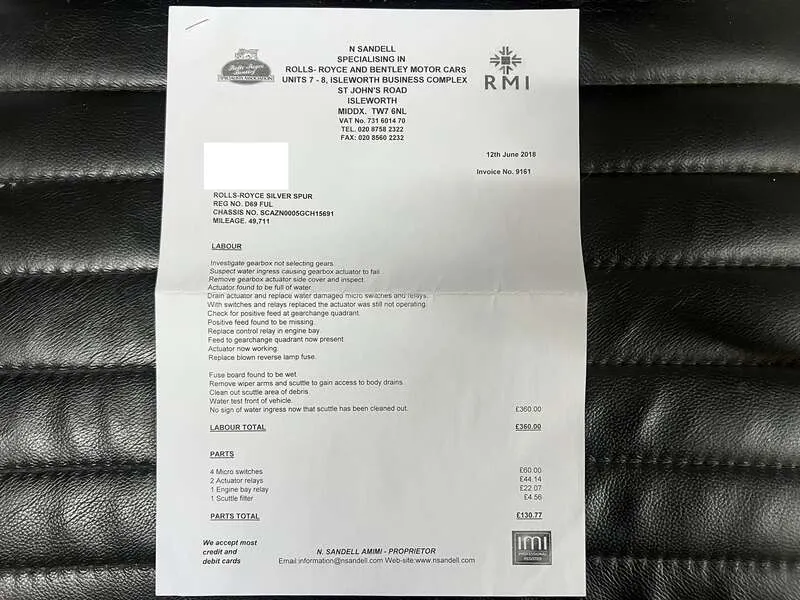 Rolls-Royce
Bentley
N SANDELL
SPECIALISING IN
ROLLS- ROYCE AND BENTLEY MOTOR CARS
UNITS 7 - 8, ISLEWORTH BUSINESS COMPLEX
ST JOHN'S ROAD
ISLEWORTH
MIDDX. TW7 6NL
VAT No. 731 6014 70
TEL. 020 8758 2322
FAX: 020 8560 2232
RMI
12th June 2018
Invoice No. 9161
ROLLS-ROYCE SILVER SPUR
REG NO. D69 FUL
CHASSIS NO. SCAZN0005GCH15691
MILEAGE. 49,711
LABOUR
Investigate gearbox not selecting gears.
Suspect water ingress causing gearbox actuator to fail.
Remove gearbox actuator side cover and inspect.
Actuator found to be full of water.
Drain actuator and replace water damaged micro switches and relays.
With switches and relays replaced the actuator was still not operating.
Check for positive feed at gearchange quadrant.
Positive feed found to be missing.
Replace control relay in engine bay.
Feed to gearchange quadrant now present.
Actuator now working.
Replace blown reverse lamp fuse.
Fuse board found to be wet.
Remove wiper arms and scuttle to gain access to body drains.
Clean out scuttle area of debris.
Water test front of vehicle.
No sign of water ingress now that scuttle has been cleaned out. £360.00
LABOUR TOTAL £360.00
PARTS
4 Micro switches £60.00
2 Actuator relays £44.14
1 Engine bay relay £22.07
1 Scuttle filter £4.56
PARTS TOTAL £130.77
We accept most
credit and
debit cards
N. SANDELL AMIMI - PROPRIETOR
Email:information@nsandell.com Web-site:www.nsandell.com
imi
PROFESSIONAL
REGISTER